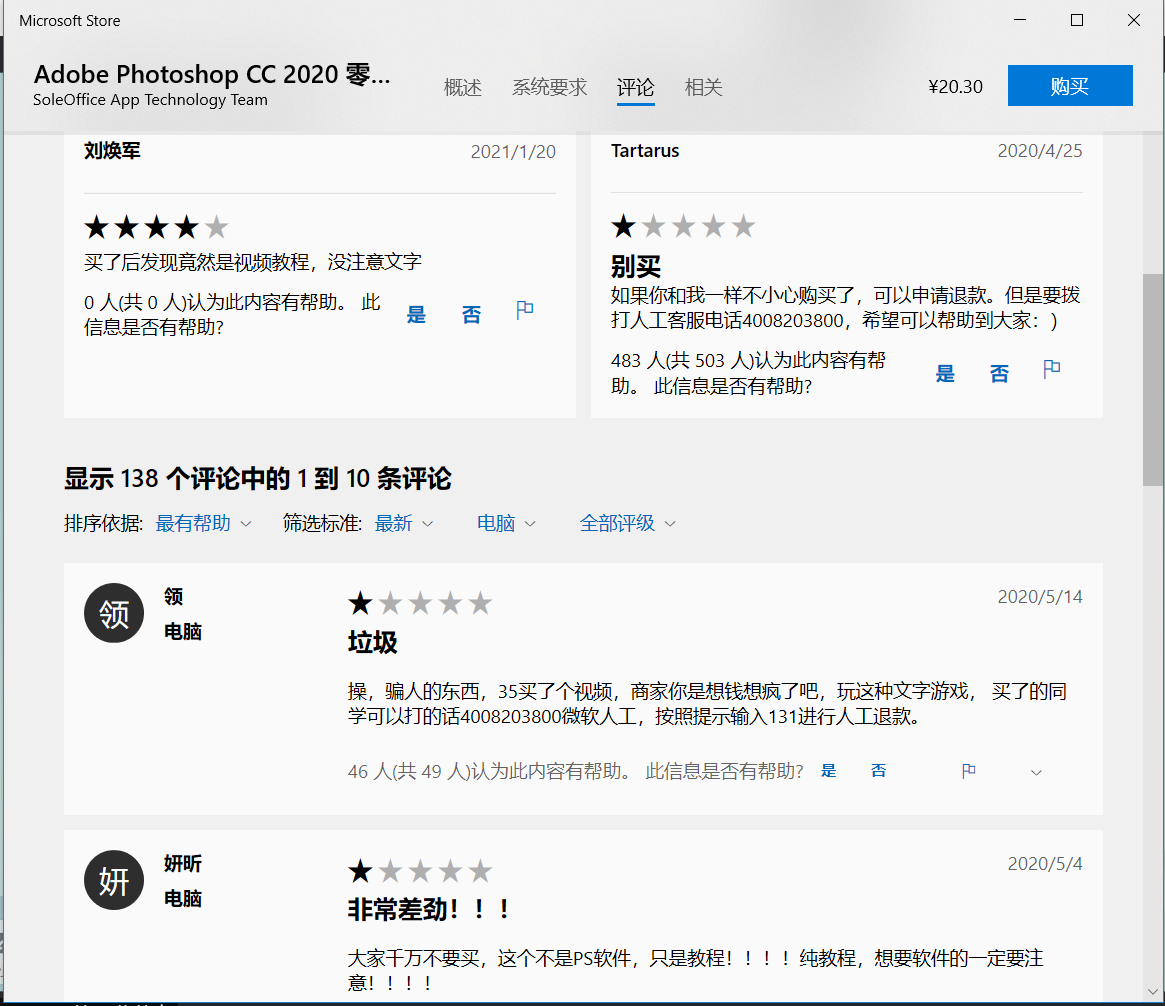 Microsoft Store
Adobe Photoshop CC 2020 零...
SoleOffice App Technology Team
概述
系统要求
评论
相关
¥20.30
购买
刘焕军
2021/1/20
买了后发现竟然是视频教程，没注意文字
0 人(共 0 人)认为此内容有帮助。 此
信息是否有帮助?
是
否
Tartarus
2020/4/25
别买
如果你和我一样不小心购买了，可以申请退款。但是要拨
打人工客服电话4008203800，希望可以帮助到大家：)
483 人(共 503 人)认为此内容有帮
助。 此信息是否有帮助?
是
否
显示 138 个评论中的 1 到 10 条评论
排序依据: 最有帮助 筛选标准: 最新 电脑 全部评级
领
领
电脑
2020/5/14
垃圾
操，骗人的东西，35买了个视频，商家你是想钱想疯了吧，玩这种文字游戏， 买了的同
学可以打的话4008203800微软人工，按照提示输入131进行人工退款。
46 人(共 49 人)认为此内容有帮助。 此信息是否有帮助? 是 否
妍
妍昕
电脑
2020/5/4
非常差劲！！！
大家千万不要买，这个不是PS软件，只是教程！！！！纯教程，想要软件的一定要注
意！！！！